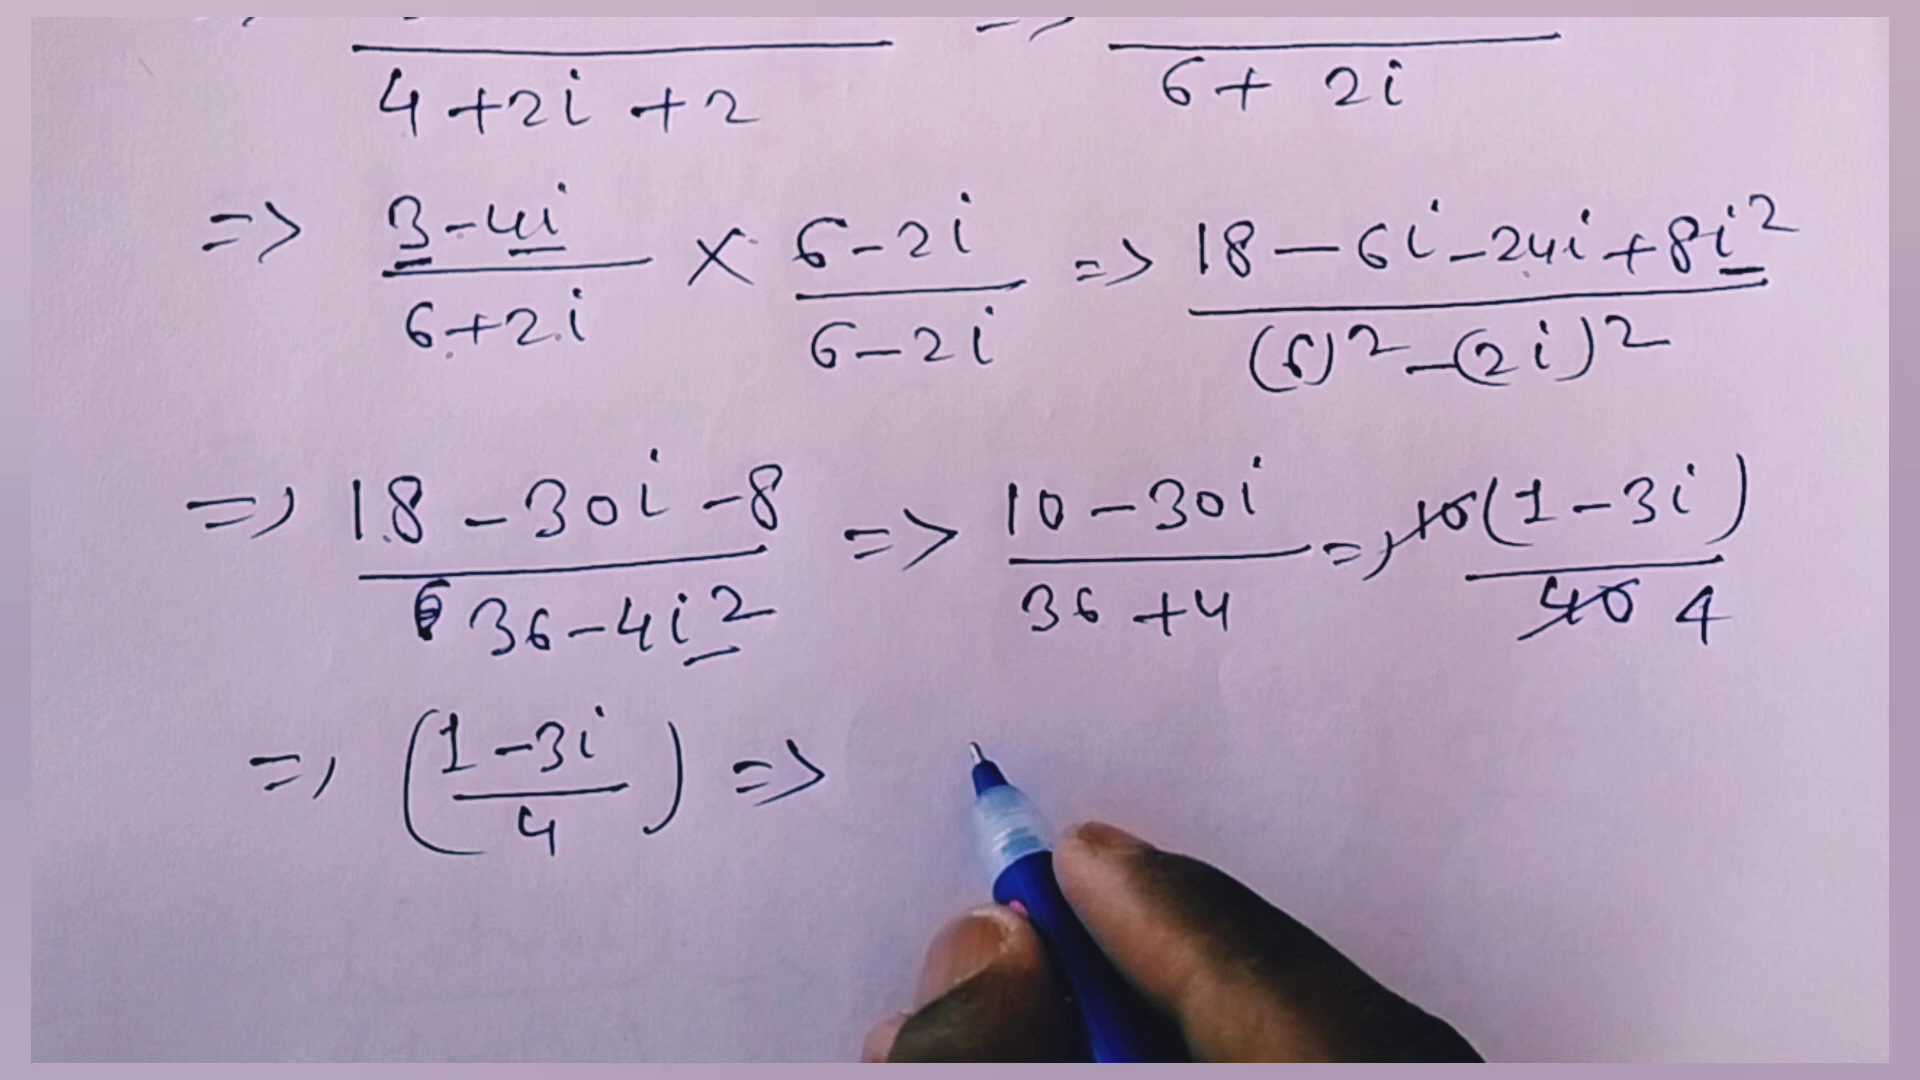 => ─── => ───
4+2i+2   6+ 2i
=> 3-4i/6+2i × 6-2i/6-2i => 18-6i-24i+8i²/(6)²-(2i)²
=> 18-30i-8/36-4i² => 10-30i/36+4 => 10(1-3i)/40 4
=> (1-3i/4) =>